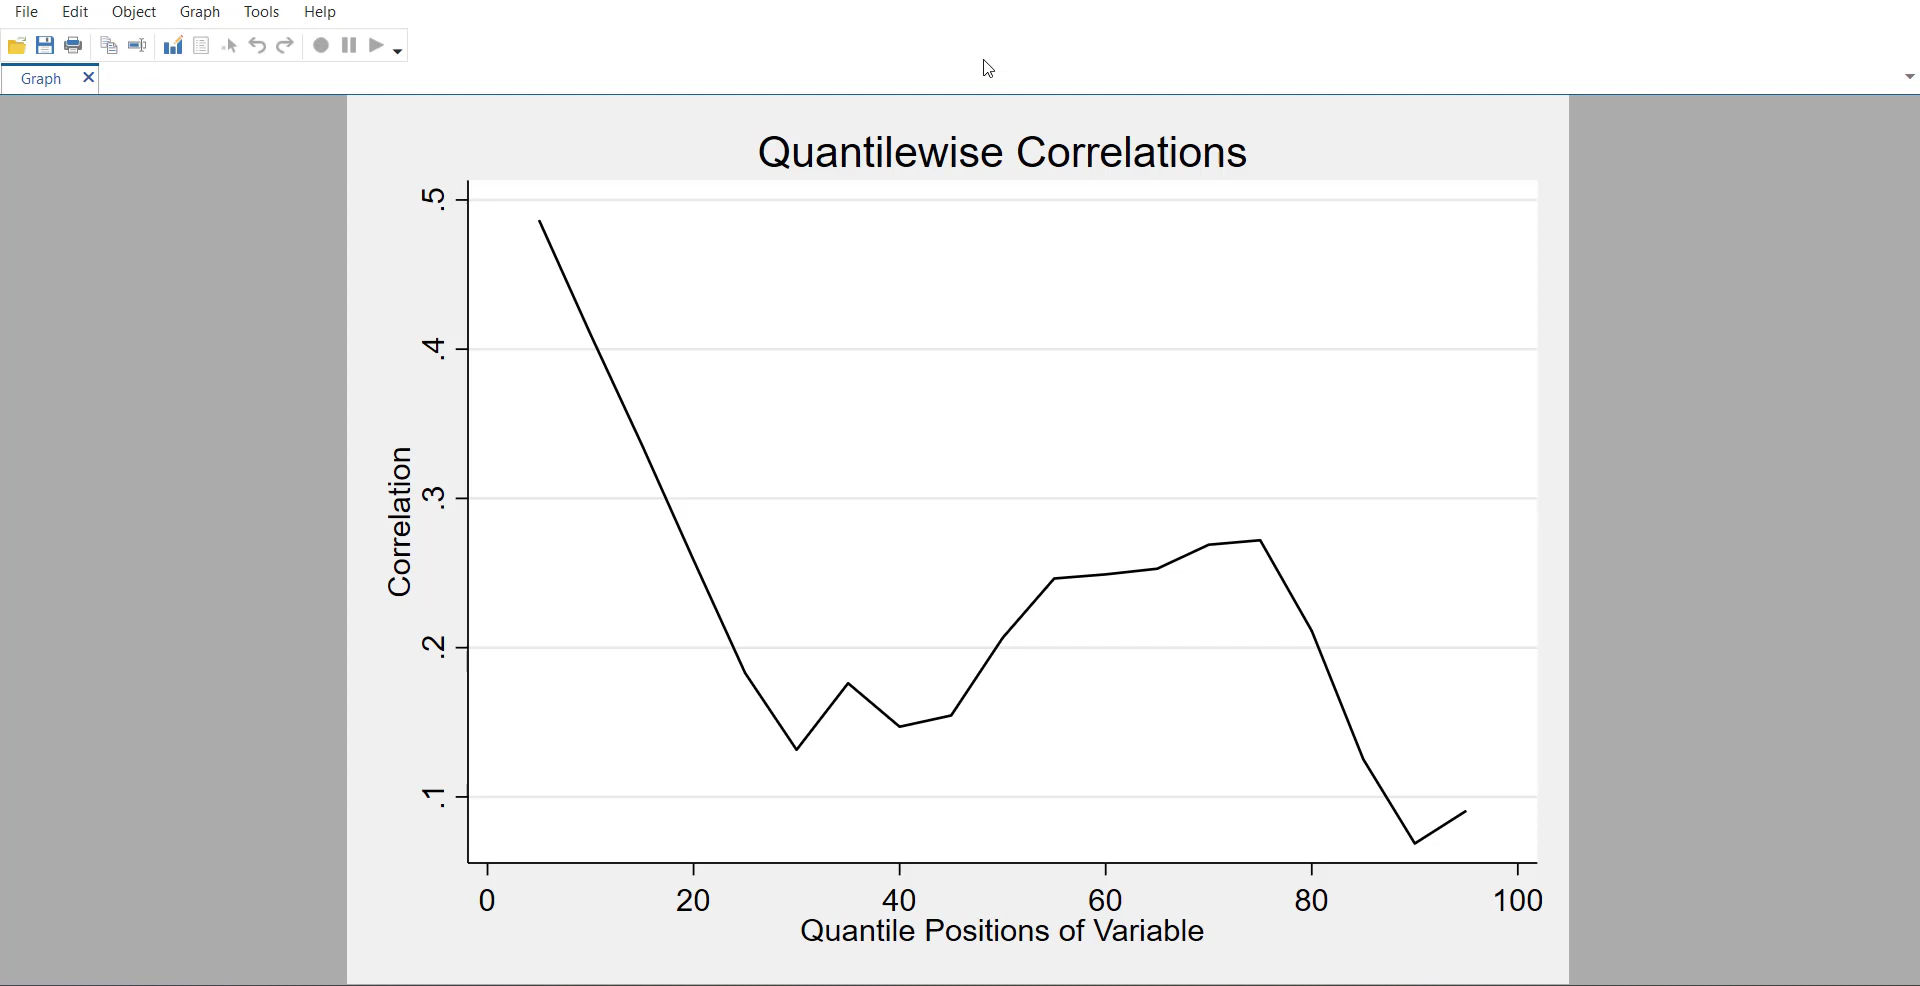 File Edit Object Graph Tools Help
Graph
Quantilewise Correlations
.5
.4
.3
.2
.1
Correlation
0 20 40 60 80 100
Quantile Positions of Variable